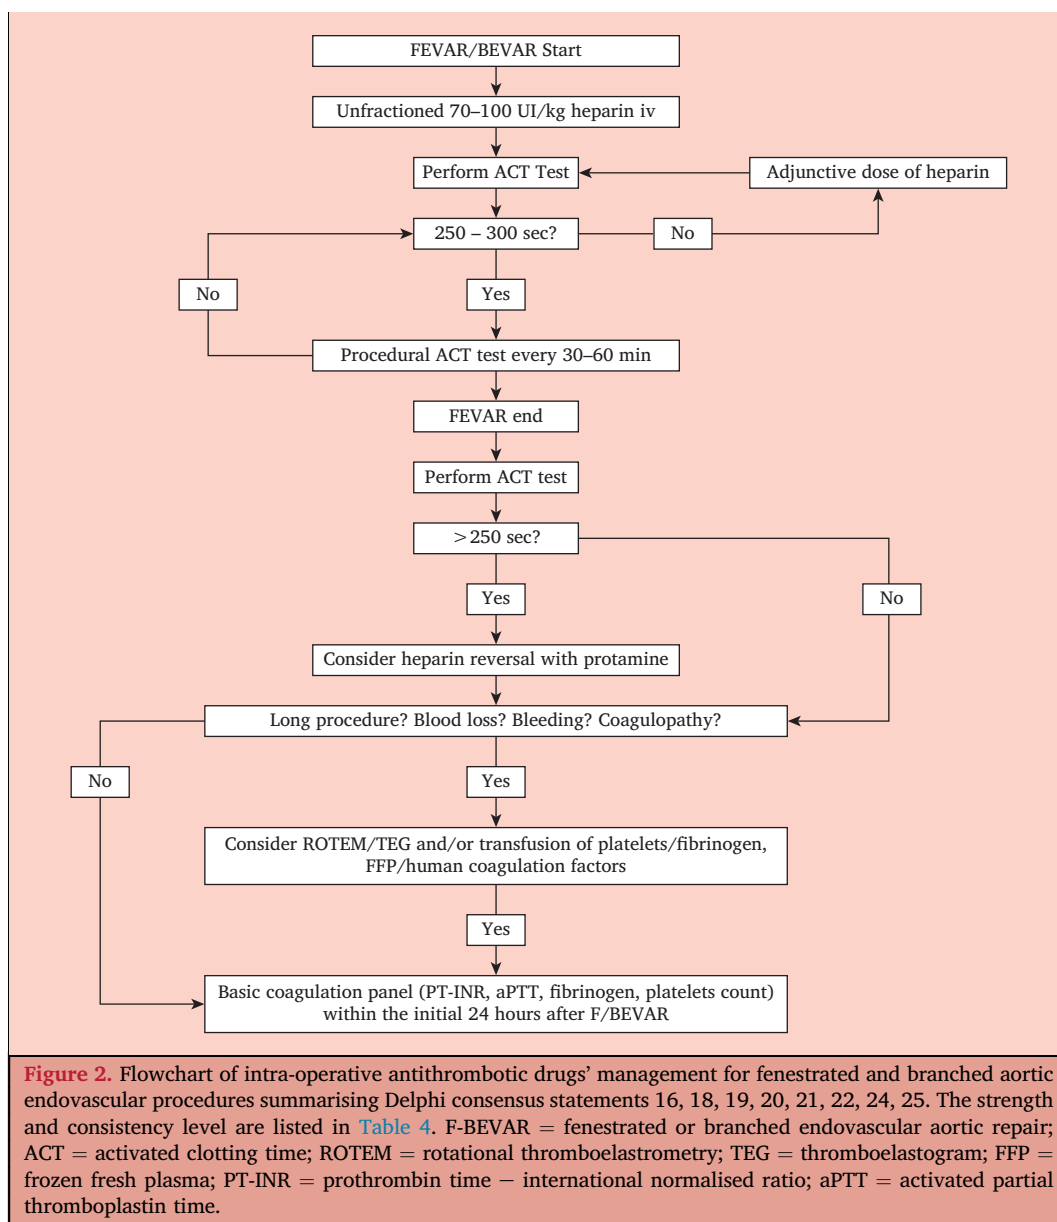 FEVAR/BEVAR Start
Unfractioned 70–100 UI/kg heparin iv
Perform ACT Test
Adjunctive dose of heparin
250 – 300 sec?
No
No
Yes
Procedural ACT test every 30–60 min
FEVAR end
Perform ACT test
>250 sec?
Yes
No
Consider heparin reversal with protamine
Long procedure? Blood loss? Bleeding? Coagulopathy?
No
Yes
Consider ROTEM/TEG and/or transfusion of platelets/fibrinogen,
FFP/human coagulation factors
Yes
Basic coagulation panel (PT-INR, aPTT, fibrinogen, platelets count)
within the initial 24 hours after F/BEVAR
Figure 2. Flowchart of intra-operative antithrombotic drugs' management for fenestrated and branched aortic
endovascular procedures summarising Delphi consensus statements 16, 18, 19, 20, 21, 22, 24, 25. The strength
and consistency level are listed in Table 4. F-BEVAR = fenestrated or branched endovascular aortic repair;
ACT = activated clotting time; ROTEM = rotational thromboelastrometry; TEG = thromboelastogram; FFP =
frozen fresh plasma; PT-INR = prothrombin time − international normalised ratio; aPTT = activated partial
thromboplastin time.